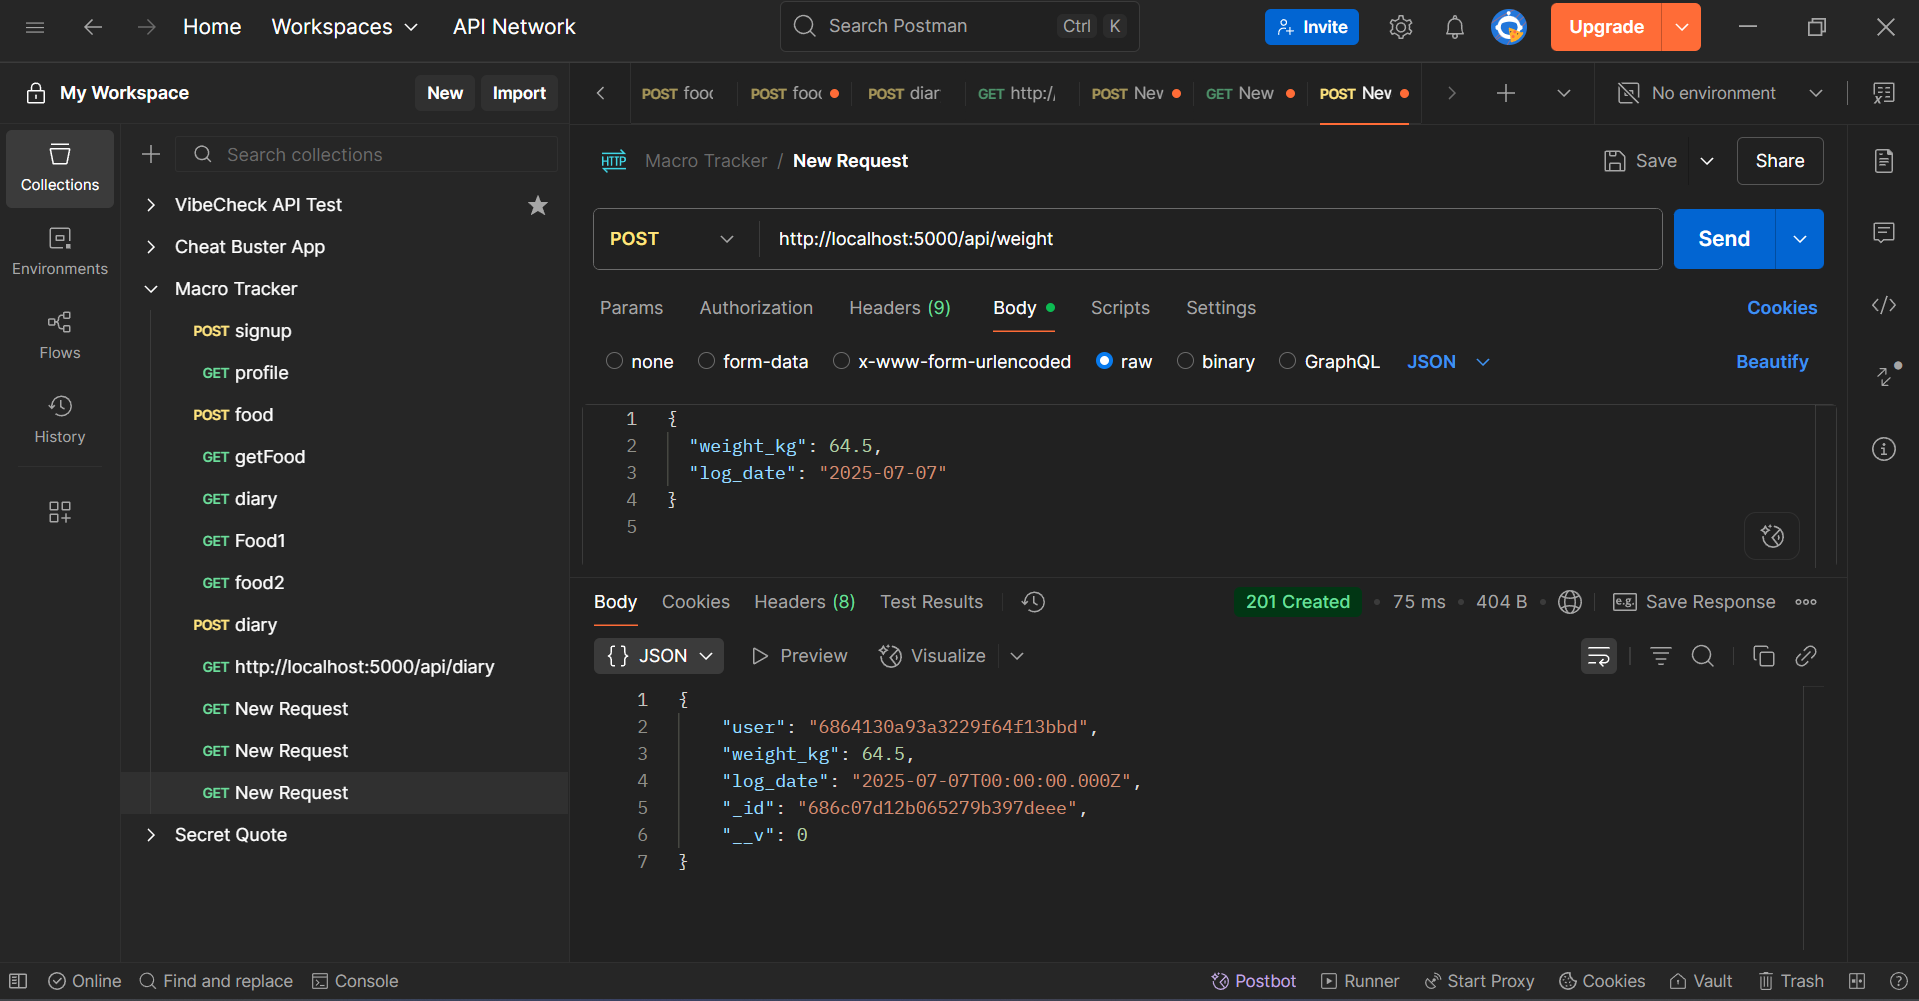 Home Workspaces API Network Search Postman Ctrl K Invite Upgrade
My Workspace New Import
POST food POST food POST diar GET http:/ POST New GET New POST New No environment
Collections
Environments
Flows
History
Search collections
VibeCheck API Test
Cheat Buster App
Macro Tracker
POST signup
GET profile
POST food
GET getFood
GET diary
GET Food1
GET food2
POST diary
GET http://localhost:5000/api/diary
GET New Request
GET New Request
GET New Request
Secret Quote
HTTP Macro Tracker / New Request Save Share
POST http://localhost:5000/api/weight Send
Params Authorization Headers (9) Body Scripts Settings Cookies
none form-data x-www-form-urlencoded raw binary GraphQL JSON Beautify
1 {
2 "weight_kg": 64.5,
3 "log_date": "2025-07-07"
4 }
5
Body Cookies Headers (8) Test Results 201 Created • 75 ms • 404 B • e.g. Save Response
{} JSON Preview Visualize
1 {
2 "user": "6864130a93a3229f64f13bbd",
3 "weight_kg": 64.5,
4 "log_date": "2025-07-07T00:00:00.000Z",
5 "_id": "686c07d12b065279b397deee",
6 "__v": 0
7 }
Online Find and replace Console Postbot Runner Start Proxy Cookies Vault Trash